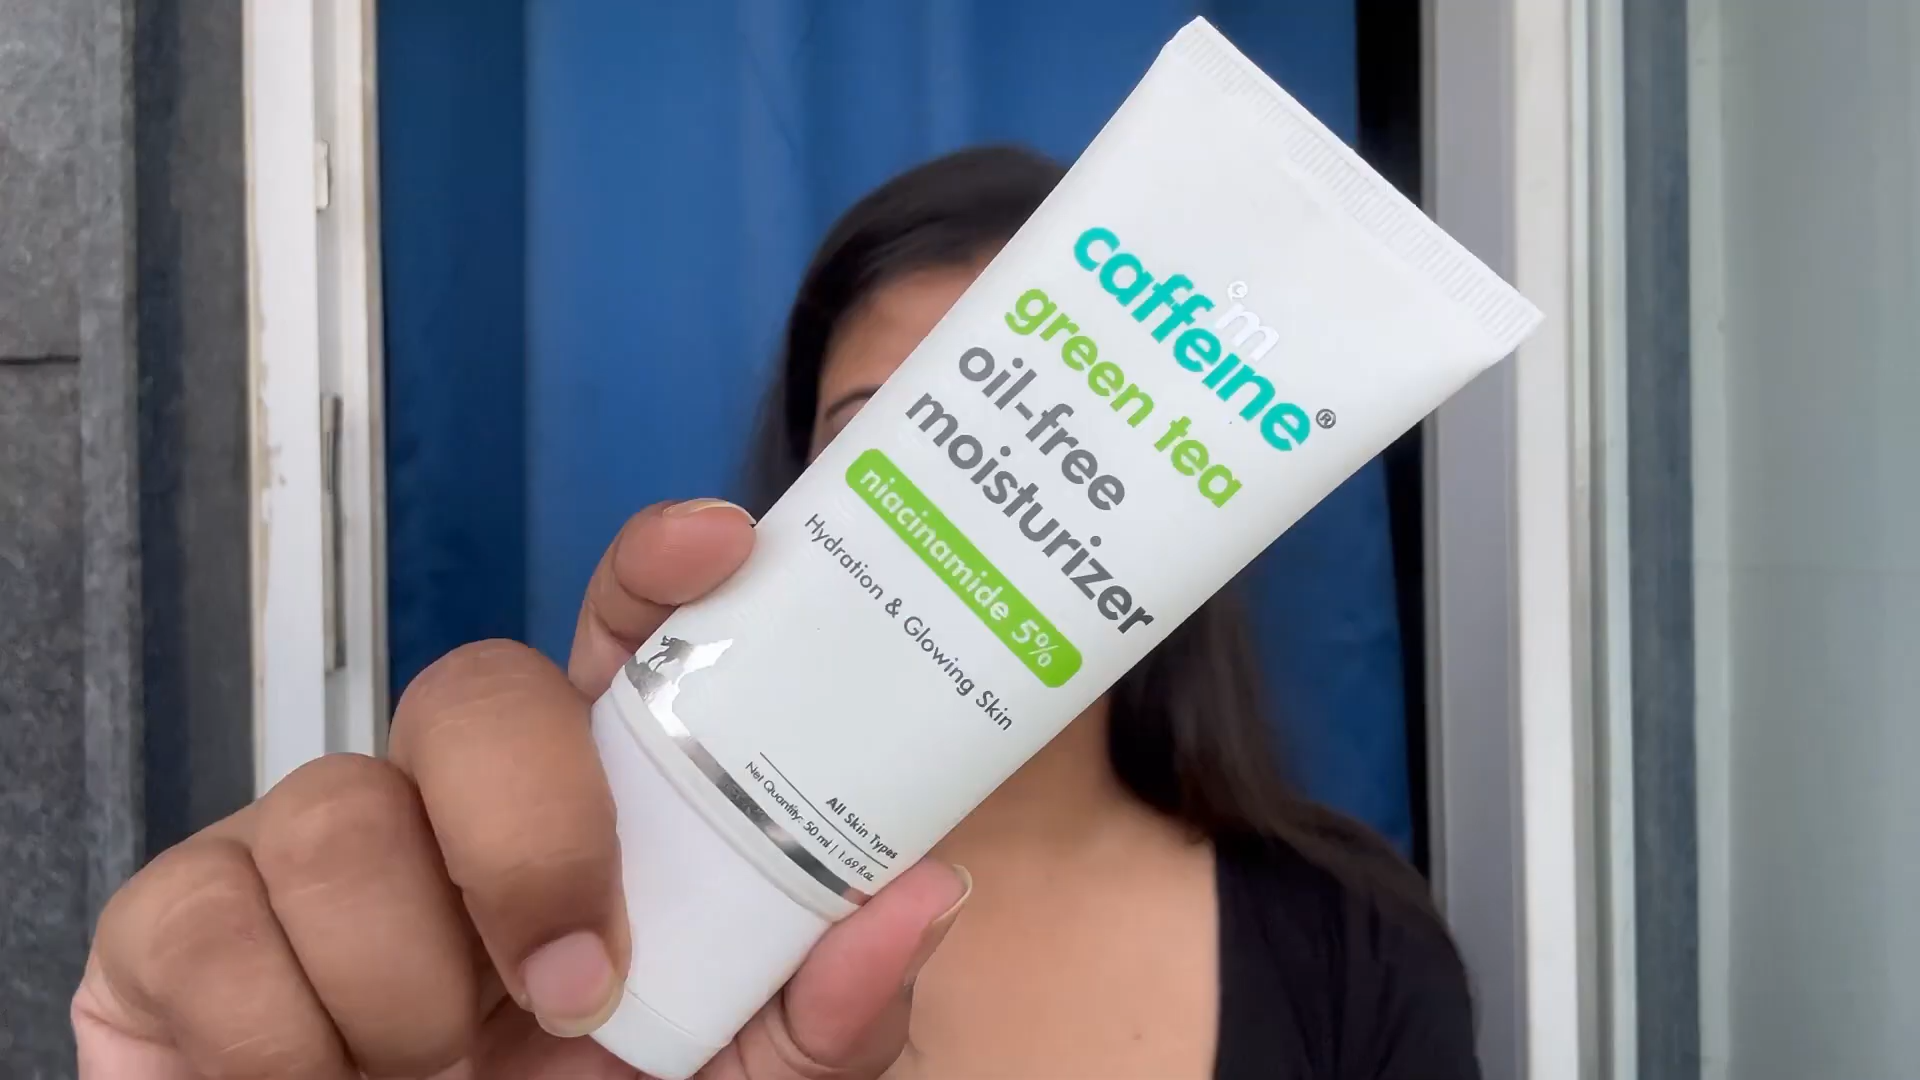 m
caffeine®
green tea
oil-free
moisturizer
niacinamide 5%
Hydration & Glowing Skin
All Skin Types
Net Quantity: 50 ml | 1.69 fl.oz